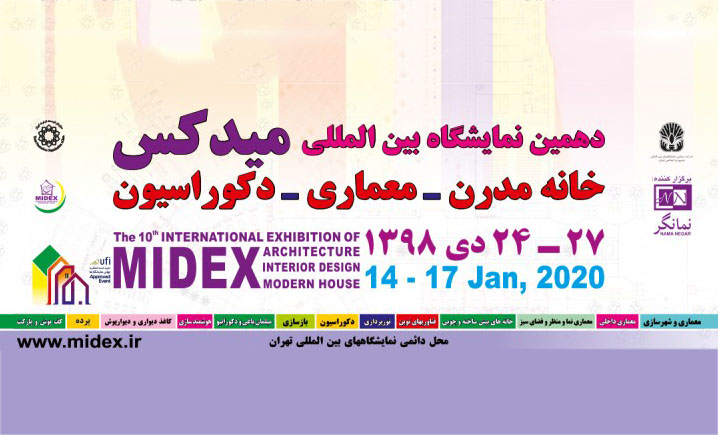 دهمین نمایشگاه بین المللی میدکس
خانه مدرن - معماری - دکوراسیون
۲۷ - ۲۴ دی ۱۳۹۸
14 - 17 Jan, 2020
The 10th INTERNATIONAL EXHIBITION OF
MIDEX
ARCHITECTURE
INTERIOR DESIGN
MODERN HOUSE
برگزار کننده:
نمانگر
NAMA NEGAR
MIDEX
ufi
Approved
Event
معماری و شهرسازی
معماری داخلی
معماری نما و منظر و فضای سبز
خانه های پیش ساخته و چوبی
فناوریهای نوین
نورپردازی
دکوراسیون
بازسازی
مبلمان باغی و دکوراتیو
هوشمندسازی
کاغذ دیواری و دیوارپوش
پرده
کف پوش و پارکت
محل دائمی نمایشگاههای بین المللی تهران
www.midex.ir